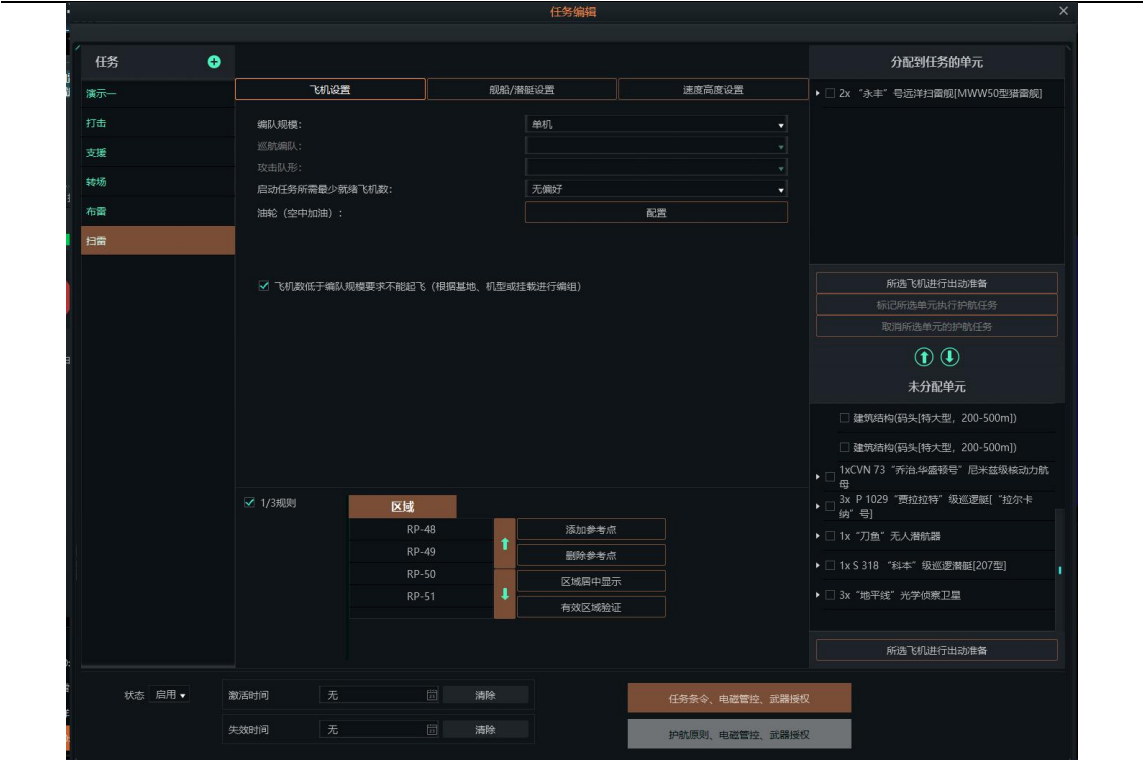 任务编辑
任务
演示一
打击
支援
转场
布雷
扫雷
飞机设置
舰船/潜艇设置
速度高度设置
编队规模：
单机
巡航编队：
攻击队形：
启动任务所需最少就绪飞机数：
无偏好
油轮（空中加油）：
配置
飞机数低于编队规模要求不能起飞（根据基地、机型或挂载进行编组）
1/3规则
区域
RP-48
RP-49
RP-50
RP-51
添加参考点
删除参考点
区域居中显示
有效区域验证
分配到任务的单元
2x “永丰”号远洋扫雷舰[MWW50型猎雷舰]
所选飞机进行出动准备
标记所选单元执行护航任务
取消所选单元的护航任务
未分配单元
建筑结构(码头[特大型，200-500m])
建筑结构(码头[特大型，200-500m])
1xCVN 73 “乔治.华盛顿号”尼米兹级核动力航
母
3x P 1029 “贾拉拉特”级巡逻艇[“拉尔卡
纳”号]
1x “刀鱼”无人潜航器
1x S 318 “科本”级巡逻潜艇[207型]
3x “地平线”光学侦察卫星
所选飞机进行出动准备
状态 启用
激活时间 无 清除
失效时间 无 清除
任务条令、电磁管控、武器授权
护航原则、电磁管控、武器授权